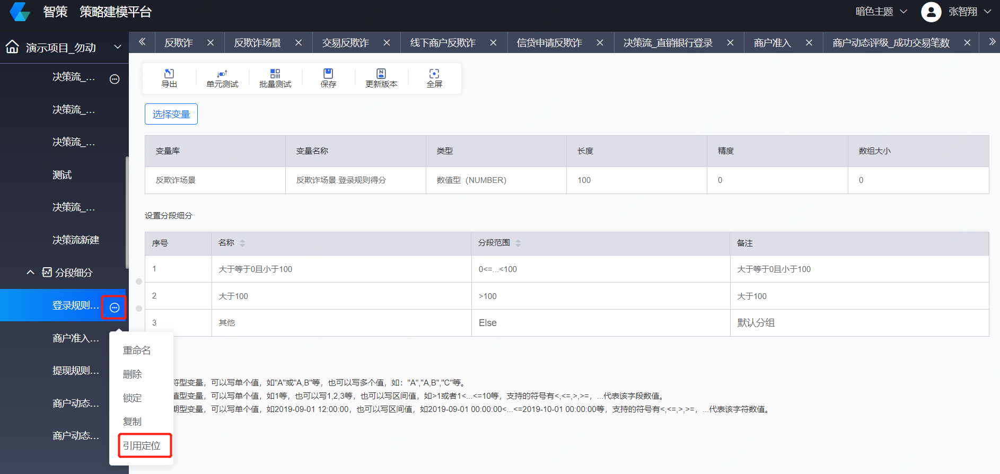 智策 策略建模平台
暗色主题
张智翔
演示项目_勿动
反欺诈
反欺诈场景
交易反欺诈
线下商户反欺诈
信贷申请反欺诈
决策流_直销银行登录
商户准入
商户动态评级_成功交易笔数
决策流_...
决策流_...
决策流_...
测试
决策流_...
决策流新建
分段细分
登录规则...
商户准入...
提现规则...
商户动态...
商户动态...
重命名
删除
锁定
复制
引用定位
导出
单元测试
批量测试
保存
更新版本
全屏
选择变量
变量库 变量名称 类型 长度 精度 数组大小
反欺诈场景 反欺诈场景.登录规则得分 数值型（NUMBER） 100 0 0
设置分段细分
序号 名称 分段范围 备注
1 大于等于0且小于100 0<=...<100 大于等于0且小于100
2 大于100 >100 大于100
3 其他 Else 默认分组
符型变量，可以写单个值，如"A"或"A,B"等，也可以写多个值，如："A","A,B","C"等。
值型变量，可以写单个值，如1等，也可以写1,2,3等，也可以写区间值，如>1或者1<...<=10等，支持的符号有<,<=,>,>=，...代表该字段数值。
期型变量，可以写单个值，如2019-09-01 12:00:00，也可以写区间值，如2019-09-01 00:00:00<...<=2019-10-01 00:00:00等，支持的符号有<,<=,>,>=，...代表该字符数值。